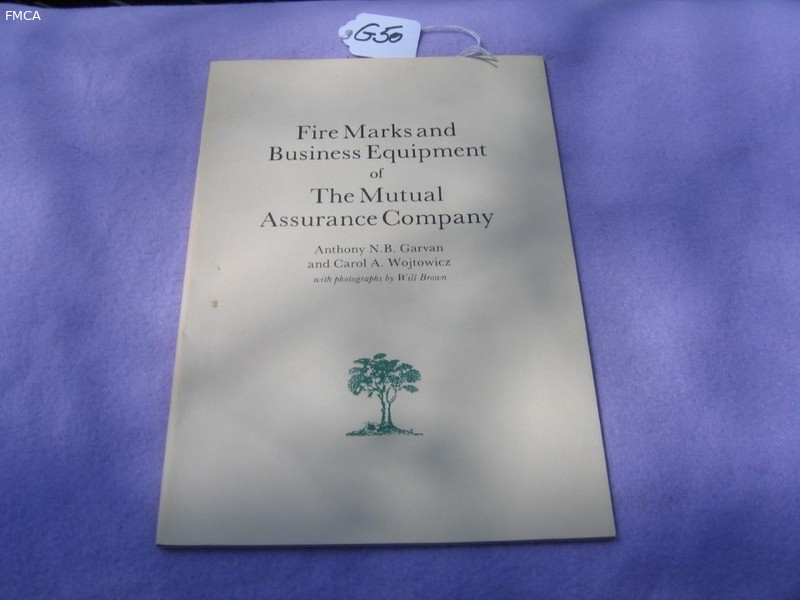 FMCA
G50
Fire Marks and
Business Equipment
of
The Mutual
Assurance Company
Anthony N.B. Garvan
and Carol A. Wojtowicz
with photographs by Will Brown